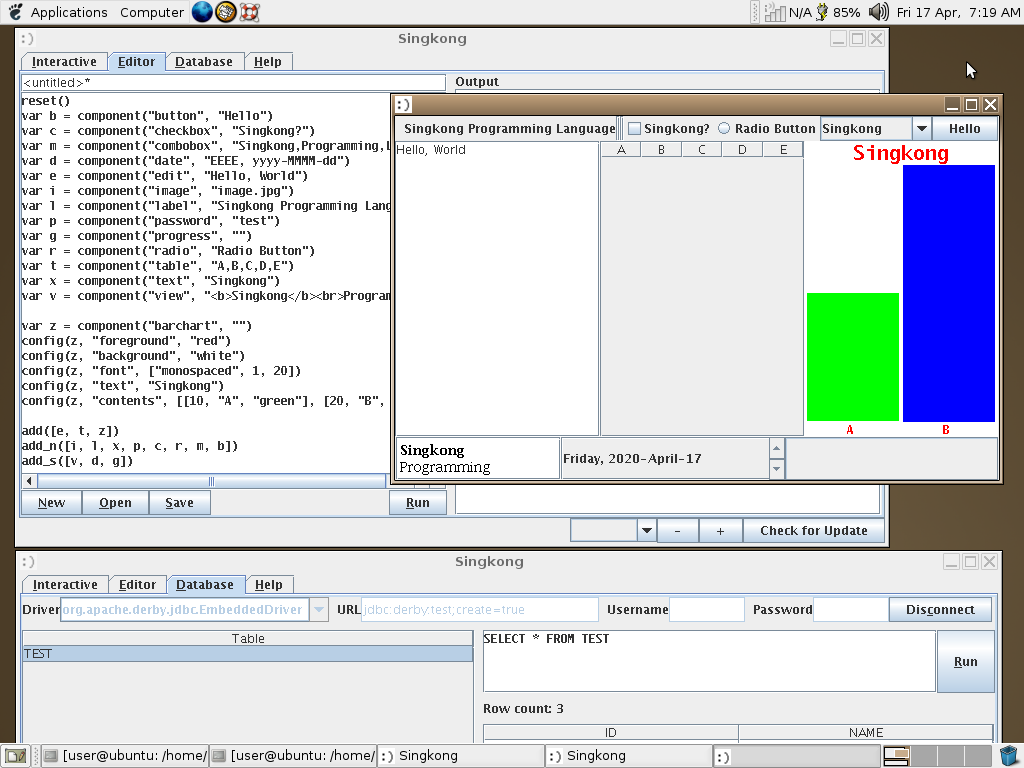 Applications Computer N/A 85% Fri 17 Apr, 7:19 AM
:) Singkong
Interactive Editor Database Help
<untitled>*
Output
reset()
var b = component("button", "Hello")
var c = component("checkbox", "Singkong?")
var m = component("combobox", "Singkong,Programming,L
var d = component("date", "EEEE, yyyy-MMMM-dd")
var e = component("edit", "Hello, World")
var i = component("image", "image.jpg")
var l = component("label", "Singkong Programming Lang
var p = component("password", "test")
var g = component("progress", "")
var r = component("radio", "Radio Button")
var t = component("table", "A,B,C,D,E")
var x = component("text", "Singkong")
var v = component("view", "<b>Singkong</b><br>Program
var z = component("barchart", "")
config(z, "foreground", "red")
config(z, "background", "white")
config(z, "font", ["monospaced", 1, 20])
config(z, "text", "Singkong")
config(z, "contents", [[10, "A", "green"], [20, "B",
add([e, t, z])
add_n([i, l, x, p, c, r, m, b])
add_s([v, d, g])
New Open Save Run
- + Check for Update
:)
Singkong Programming Language Singkong? Radio Button Singkong Hello
Hello, World
A B C D E
Singkong
A B
Singkong
Programming
Friday, 2020-April-17
:) Singkong
Interactive Editor Database Help
Driver org.apache.derby.jdbc.EmbeddedDriver URL jdbc:derby:test;create=true Username Password Disconnect
Table
TEST
SELECT * FROM TEST
Run
Row count: 3
ID NAME
[user@ubuntu: /home/ [user@ubuntu: /home/ :) Singkong :) Singkong :)